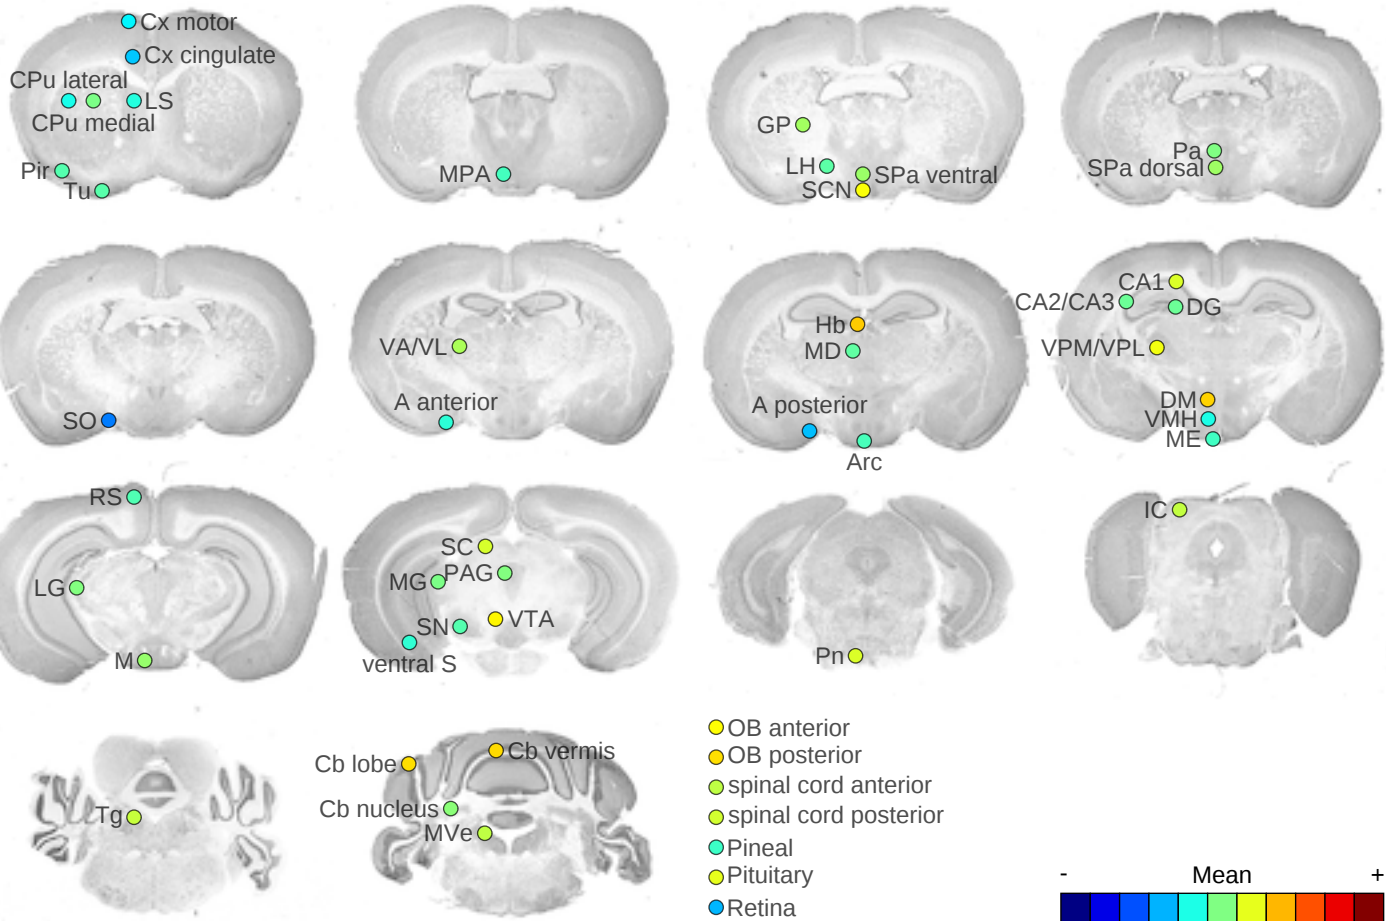 Cx motor
Cx cingulate
CPu lateral
LS
CPu medial
Pir
Tu
MPA
GP
LH
SPa ventral
SCN
Pa
SPa dorsal
SO
VA/VL
A anterior
Hb
MD
A posterior
Arc
CA1
CA2/CA3
DG
VPM/VPL
DM
VMH
ME
RS
LG
M
SC
MG
PAG
SN
VTA
ventral S
Pn
IC
Tg
Cb lobe
Cb vermis
Cb nucleus
MVe
OB anterior
OB posterior
spinal cord anterior
spinal cord posterior
Pineal
Pituitary
Retina
- Mean +